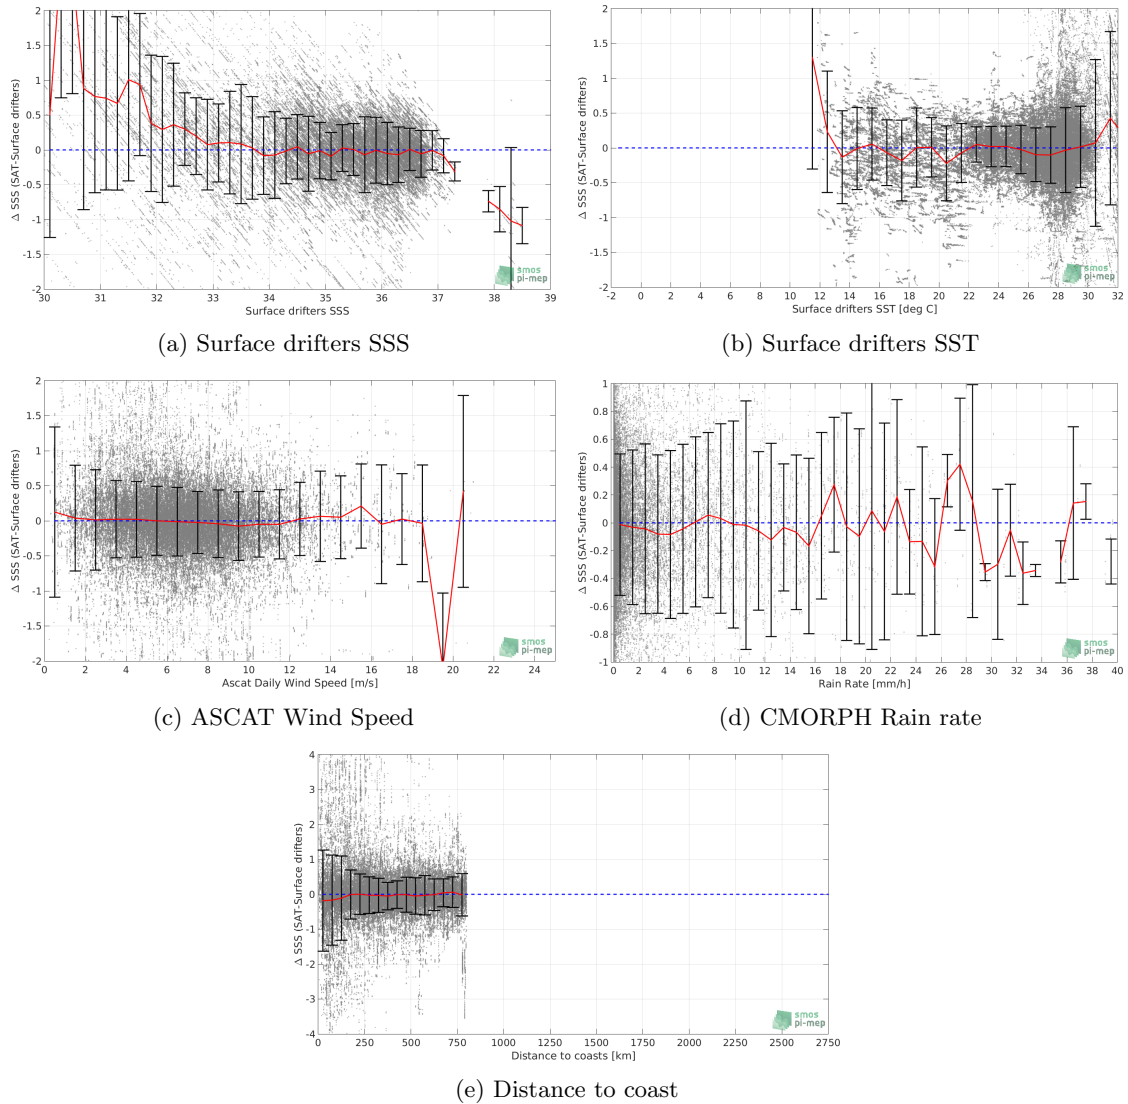 2
1.5
1
0.5
0
-0.5
-1
-1.5
-2
Δ SSS (SAT-Surface drifters)
30 31 32 33 34 35 36 37 38 39
Surface drifters SSS
smos
pi-mep
(a) Surface drifters SSS
2
1.5
1
0.5
0
-0.5
-1
-1.5
-2
Δ SSS (SAT-Surface drifters)
-2 0 2 4 6 8 10 12 14 16 18 20 22 24 26 28 30 32
Surface drifters SST [deg C]
smos
pi-mep
(b) Surface drifters SST
2
1.5
1
0.5
0
-0.5
-1
-1.5
-2
Δ SSS (SAT-Surface drifters)
0 2 4 6 8 10 12 14 16 18 20 22 24
Ascat Daily Wind Speed [m/s]
smos
pi-mep
(c) ASCAT Wind Speed
1
0.8
0.6
0.4
0.2
0
-0.2
-0.4
-0.6
-0.8
-1
Δ SSS (SAT-Surface drifters)
0 2 4 6 8 10 12 14 16 18 20 22 24 26 28 30 32 34 36 38 40
Rain Rate [mm/h]
smos
pi-mep
(d) CMORPH Rain rate
4
3
2
1
0
-1
-2
-3
-4
Δ SSS (SAT-Surface drifters)
0 250 500 750 1000 1250 1500 1750 2000 2250 2500 2750
Distance to coasts [km]
smos
pi-mep
(e) Distance to coast